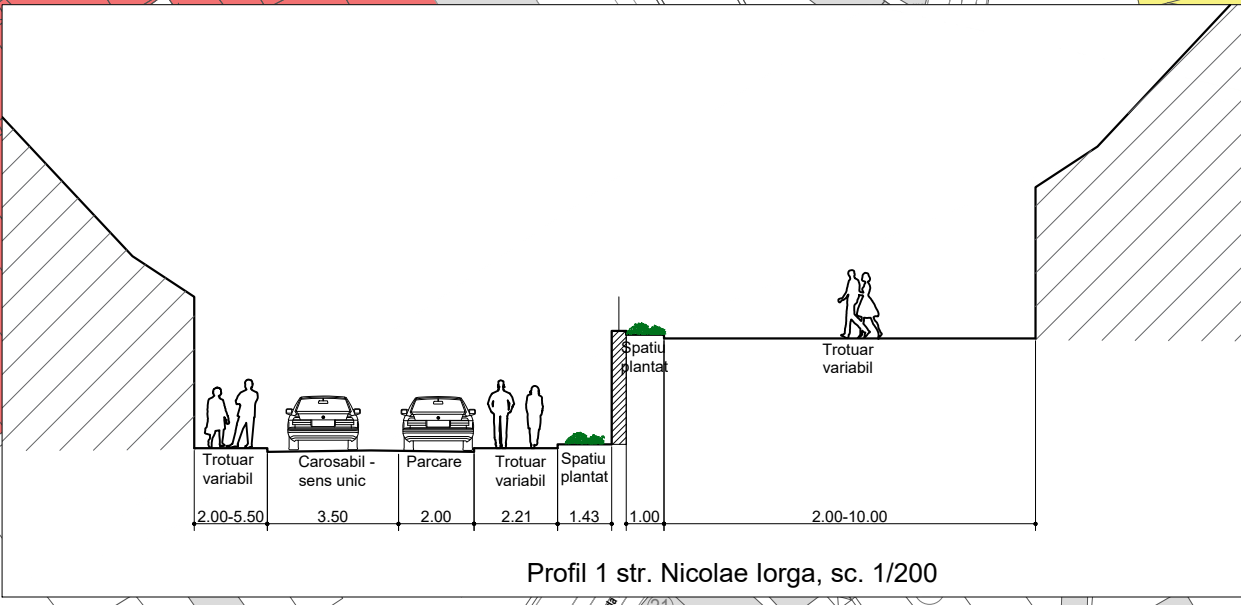 Spatiu
plantat
Trotuar
variabil
Trotuar
variabil
Carosabil -
sens unic
Parcare
Trotuar
variabil
Spatiu
plantat
2.00-5.50
3.50
2.00
2.21
1.43
1.00
2.00-10.00
Profil 1 str. Nicolae Iorga, sc. 1/200